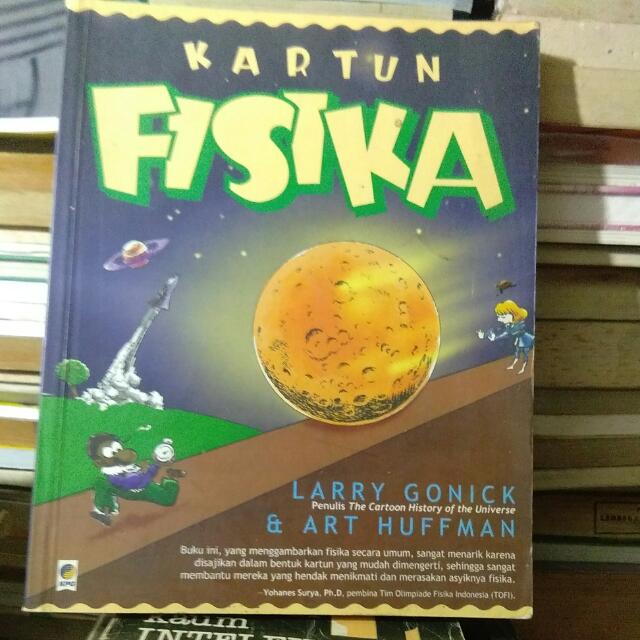 KARTUN
FISIKA
LARRY GONICK
Penulis The Cartoon History of the Universe
& ART HUFFMAN
Buku ini, yang menggambarkan fisika secara umum, sangat menarik karena
disajikan dalam bentuk kartun yang mudah dimengerti, sehingga sangat
membantu mereka yang hendak menikmati dan merasakan asyiknya fisika.
—Yohanes Surya, Ph.D, pembina Tim Olimpiade Fisika Indonesia (TOFI).
KPG